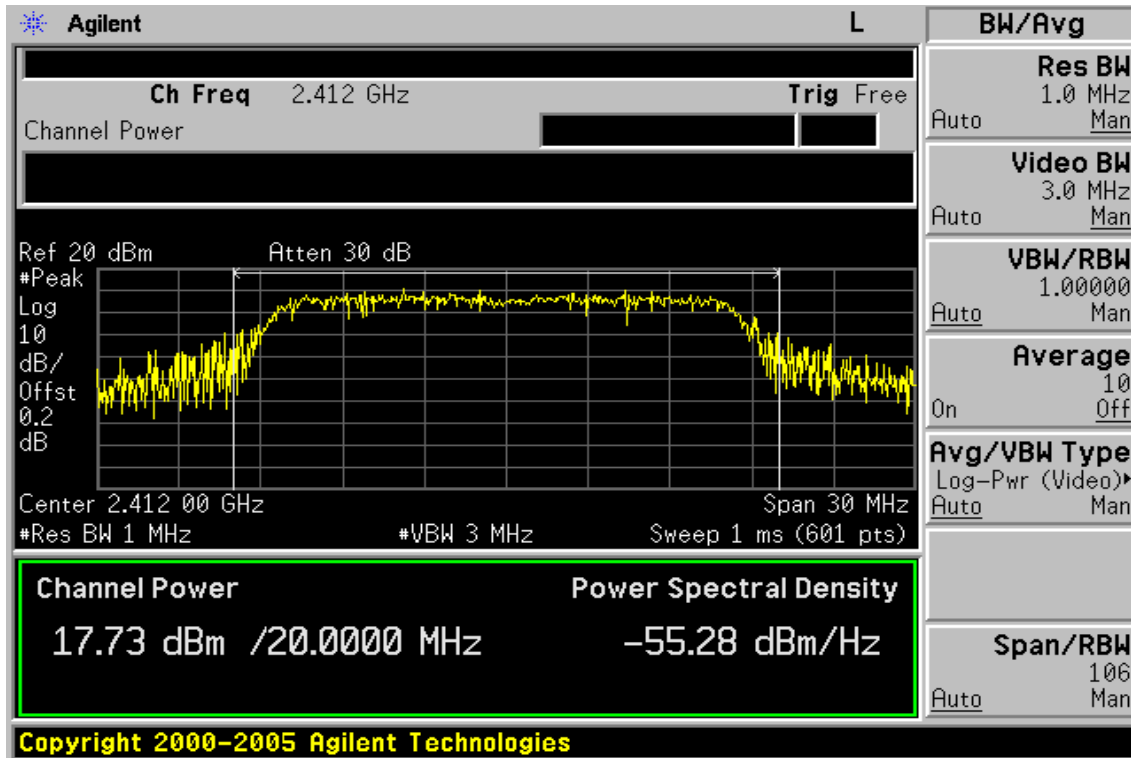 Agilent L BW/Avg
Ch Freq 2.412 GHz Trig Free
Channel Power
Ref 20 dBm Atten 30 dB
#Peak
Log
10
dB/
Offst
0.2
dB
Center 2.412 00 GHz Span 30 MHz
#Res BW 1 MHz #VBW 3 MHz Sweep 1 ms (601 pts)
Channel Power Power Spectral Density
17.73 dBm /20.0000 MHz -55.28 dBm/Hz
Res BW
1.0 MHz
Auto Man
Video BW
3.0 MHz
Auto Man
VBW/RBW
1.00000
Auto Man
Average
10
On Off
Avg/VBW Type
Log-Pwr (Video)▸
Auto Man
Span/RBW
106
Auto Man
Copyright 2000-2005 Agilent Technologies